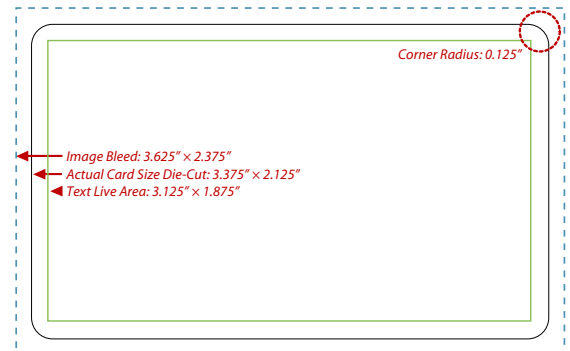 Corner Radius: 0.125″
Image Bleed: 3.625″ × 2.375″
Actual Card Size Die-Cut: 3.375″ × 2.125″
Text Live Area: 3.125″ × 1.875″